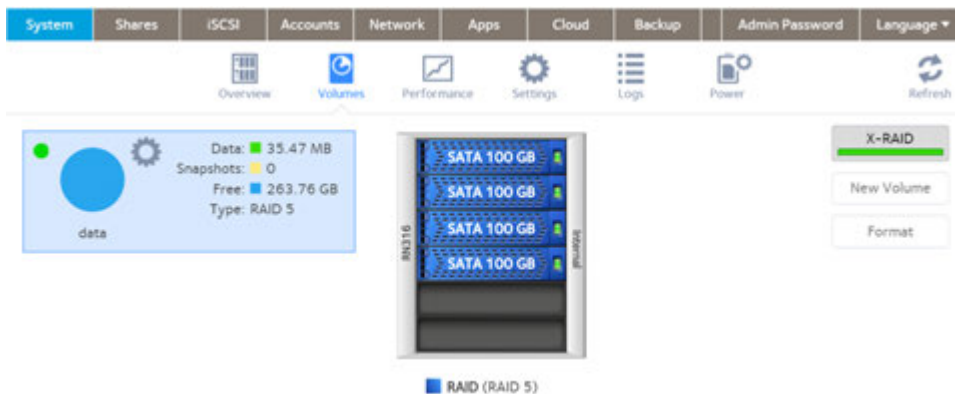 System Shares iSCSI Accounts Network Apps Cloud Backup Admin Password Language
Overview Volumes Performance Settings Logs Power Refresh
Data: 35.47 MB
Snapshots: 0
Free: 263.76 GB
Type: RAID 5
data
SATA 100 GB
SATA 100 GB
SATA 100 GB
SATA 100 GB
RN316
Internal
X-RAID
New Volume
Format
RAID (RAID 5)